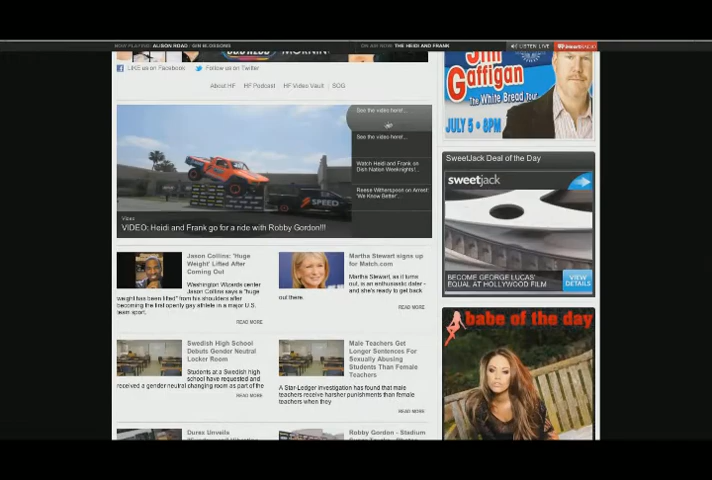 NOW PLAYING: ALISON ROAD - GIN BLOSSOMS
ON AIR NOW: THE HEIDI AND FRANK
LISTEN LIVE
LIKE us on Facebook
Follow us on Twitter
About HF
HF Podcast
HF Video Vault
SOG
See the video here!...
See the video here!...
Watch Heidi and Frank on
Dish Nation Weeknights!...
Reese Witherspoon on Arrest:
'We Know Better'...
SPEED
Video
VIDEO: Heidi and Frank go for a ride with Robby Gordon!!!
Jason Collins: 'Huge
Weight' Lifted After
Coming Out
Washington Wizards center
Jason Collins says a "huge
weight has been lifted" from his shoulders after
becoming the first openly gay athlete in a major U.S.
team sport.
READ MORE
Martha Stewart signs up
for Match.com
Martha Stewart, as it turns
out, is an enthusiastic dater -
and she's ready to get back
out there.
READ MORE
Swedish High School
Debuts Gender Neutral
Locker Room
Students at a Swedish high
school have requested and
received a gender neutral changing room as part of the
READ MORE
Male Teachers Get
Longer Sentences For
Sexually Abusing
Students Than Female
Teachers
A Star-Ledger investigation has found that male
teachers receive harsher punishments than female
teachers when they
READ MORE
Durex Unveils
Robby Gordon - Stadium
Jim
Gaffigan
The White Bread Tour
JULY 5 • 8PM
SweetJack Deal of the Day
sweetjack
BECOME GEORGE LUCAS'
EQUAL AT HOLLYWOOD FILM
VIEW
DETAILS
babe of the day